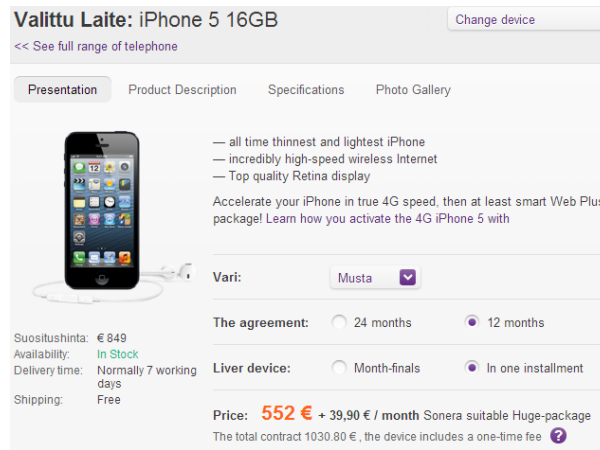 Valittu Laite: iPhone 5 16GB
Change device
<< See full range of telephone
Presentation
Product Description
Specifications
Photo Gallery
— all time thinnest and lightest iPhone
— incredibly high-speed wireless Internet
— Top quality Retina display
Accelerate your iPhone in true 4G speed, then at least smart Web Plus
package! Learn how you activate the 4G iPhone 5 with
Vari: Musta
The agreement: 24 months 12 months
Suositushinta: € 849
Availability: In Stock
Delivery time: Normally 7 working
days
Shipping: Free
Liver device: Month-finals In one installment
Price: 552 € + 39,90 € / month Sonera suitable Huge-package
The total contract 1030.80 € , the device includes a one-time fee ?